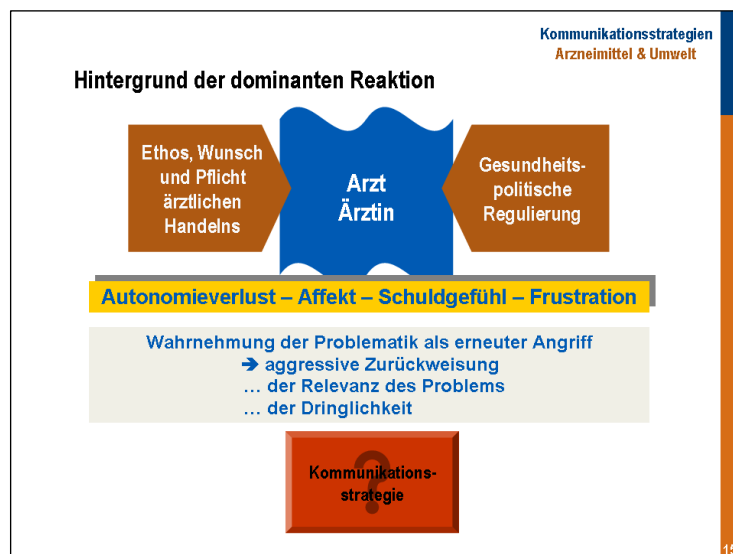 Kommunikationsstrategien
Arzneimittel & Umwelt
Hintergrund der dominanten Reaktion
Ethos, Wunsch
und Pflicht
ärztlichen
Handelns
Arzt
Ärztin
Gesundheits-
politische
Regulierung
Autonomieverlust – Affekt – Schuldgefühl – Frustration
Wahrnehmung der Problematik als erneuter Angriff
➔ aggressive Zurückweisung
… der Relevanz des Problems
… der Dringlichkeit
?
Kommunikations-
strategie
15